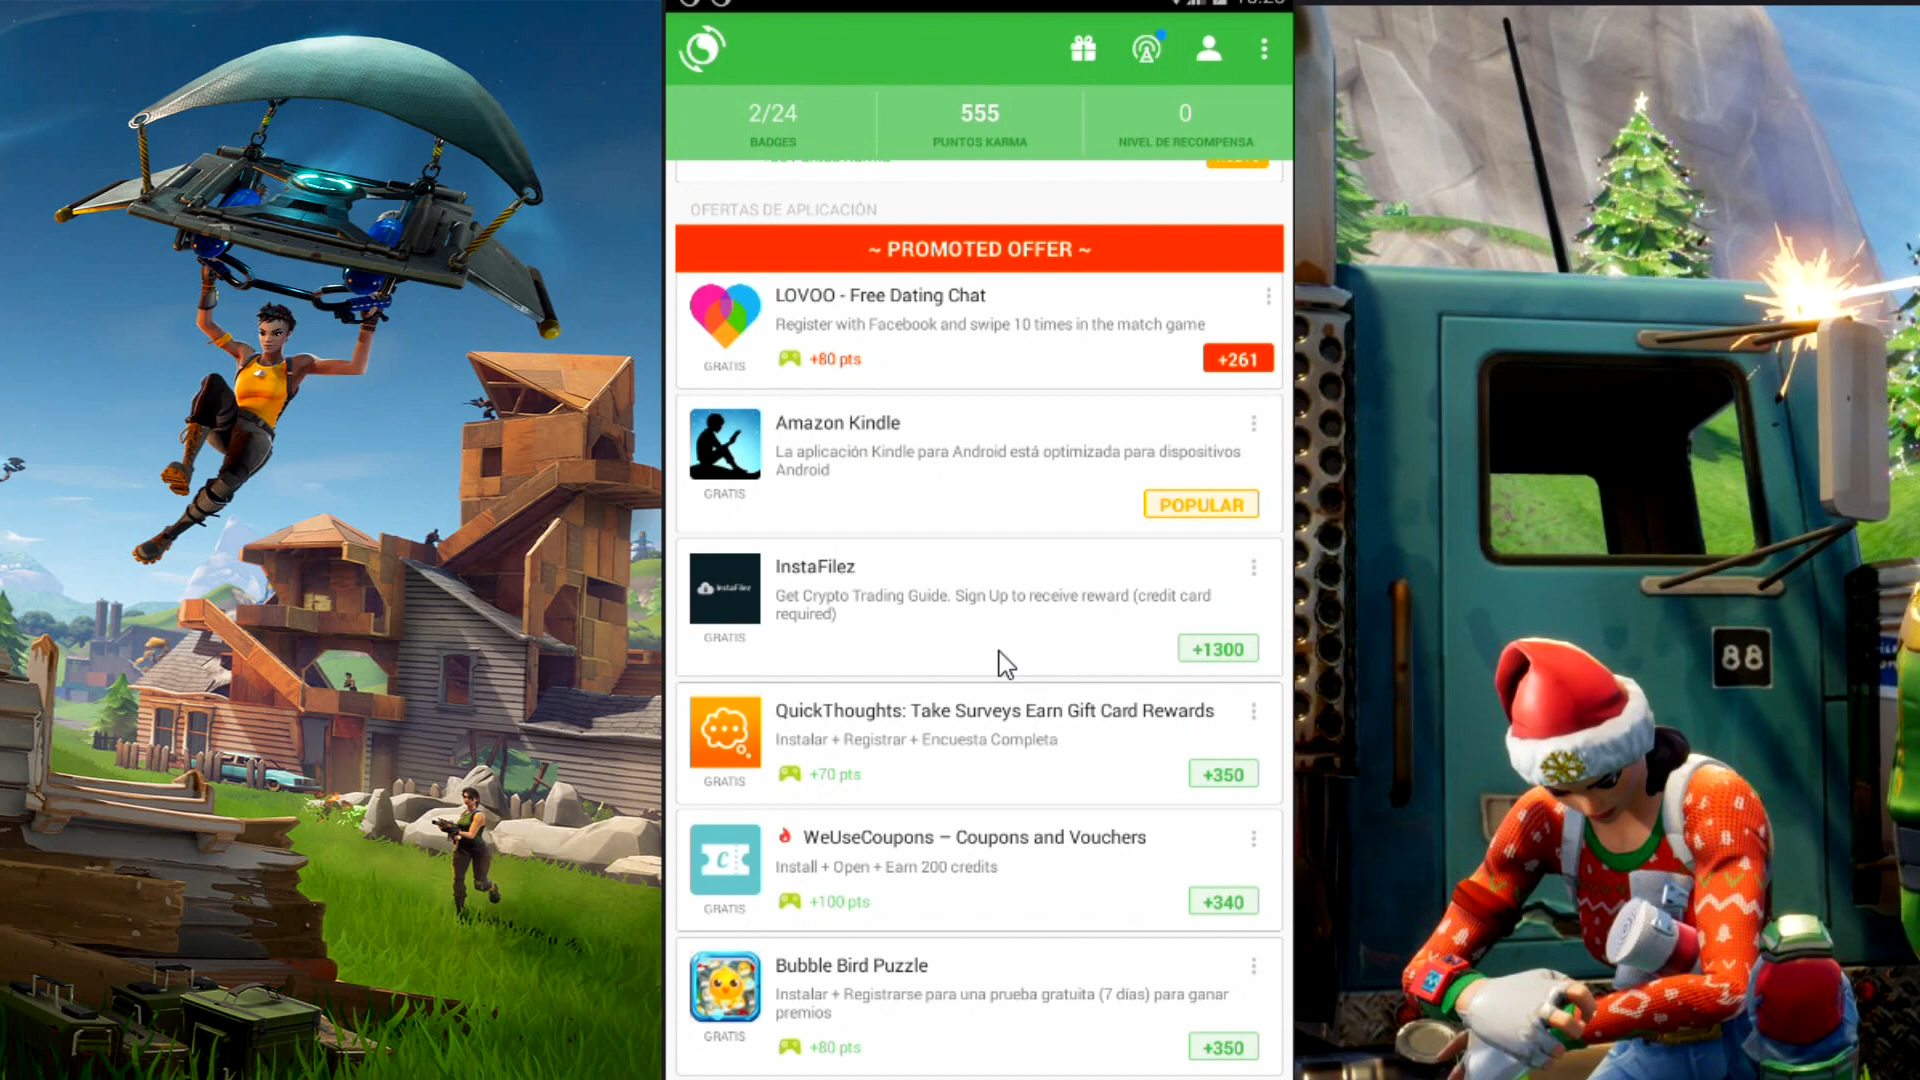 2/24
BADGES
555
PUNTOS KARMA
0
NIVEL DE RECOMPENSA
OFERTAS DE APLICACIÓN
~ PROMOTED OFFER ~
LOVOO - Free Dating Chat
Register with Facebook and swipe 10 times in the match game
GRATIS
+80 pts
+261
Amazon Kindle
La aplicación Kindle para Android está optimizada para dispositivos
Android
GRATIS
POPULAR
InstaFilez
InstaFilez
Get Crypto Trading Guide. Sign Up to receive reward (credit card
required)
GRATIS
+1300
QuickThoughts: Take Surveys Earn Gift Card Rewards
Instalar + Registrar + Encuesta Completa
GRATIS
+70 pts
+350
WeUseCoupons – Coupons and Vouchers
Install + Open + Earn 200 credits
C
GRATIS
+100 pts
+340
Bubble Bird Puzzle
Instalar + Registrarse para una prueba gratuita (7 días) para ganar
premios
GRATIS
+80 pts
+350
88